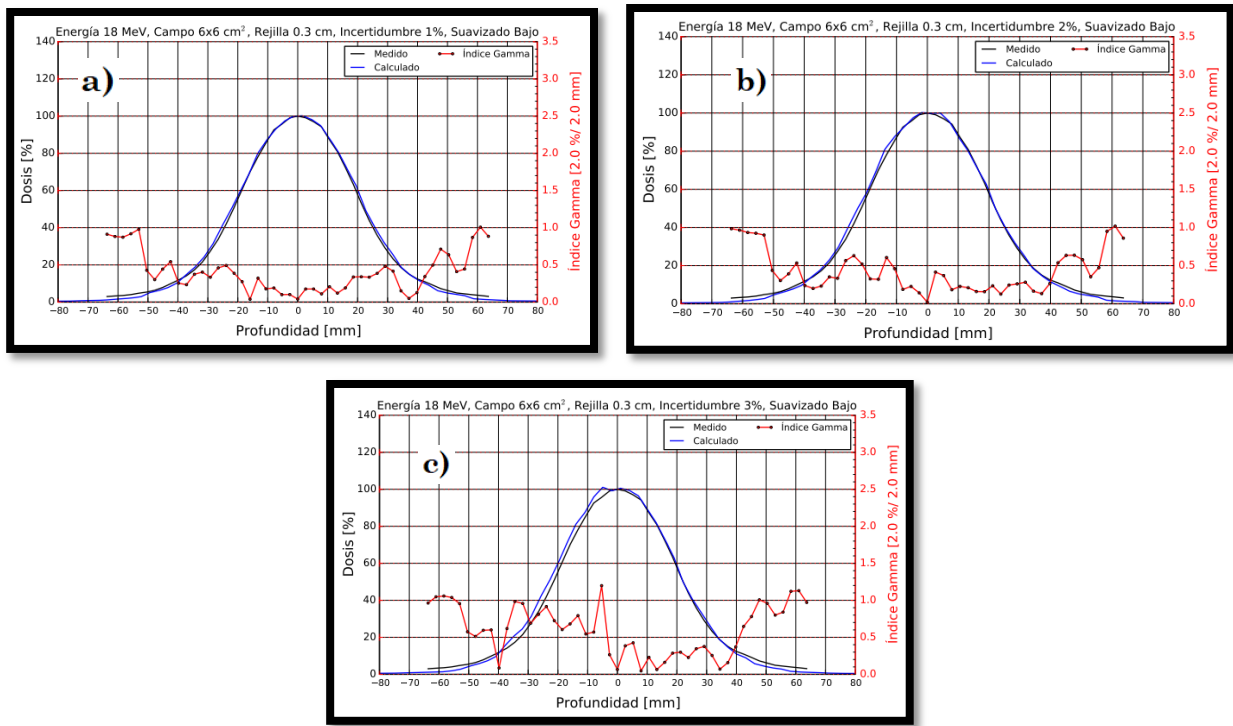 Energía 18 MeV, Campo 6x6 cm², Rejilla 0.3 cm, Incertidumbre 1%, Suavizado Bajo
a)
Medido
Calculado
Índice Gamma
140
120
100
80
60
40
20
0
Dosis [%]
3.5
3.0
2.5
2.0
1.5
1.0
0.5
0.0
Índice Gamma [2.0 %/ 2.0 mm]
−80 −70 −60 −50 −40 −30 −20 −10 0 10 20 30 40 50 60 70 80
Profundidad [mm]
Energía 18 MeV, Campo 6x6 cm², Rejilla 0.3 cm, Incertidumbre 2%, Suavizado Bajo
b)
Medido
Calculado
Índice Gamma
140
120
100
80
60
40
20
0
Dosis [%]
3.5
3.0
2.5
2.0
1.5
1.0
0.5
0.0
Índice Gamma [2.0 %/ 2.0 mm]
−80 −70 −60 −50 −40 −30 −20 −10 0 10 20 30 40 50 60 70 80
Profundidad [mm]
Energía 18 MeV, Campo 6x6 cm², Rejilla 0.3 cm, Incertidumbre 3%, Suavizado Bajo
c)
Medido
Calculado
Índice Gamma
140
120
100
80
60
40
20
0
Dosis [%]
3.5
3.0
2.5
2.0
1.5
1.0
0.5
0.0
Índice Gamma [2.0 %/ 2.0 mm]
−80 −70 −60 −50 −40 −30 −20 −10 0 10 20 30 40 50 60 70 80
Profundidad [mm]